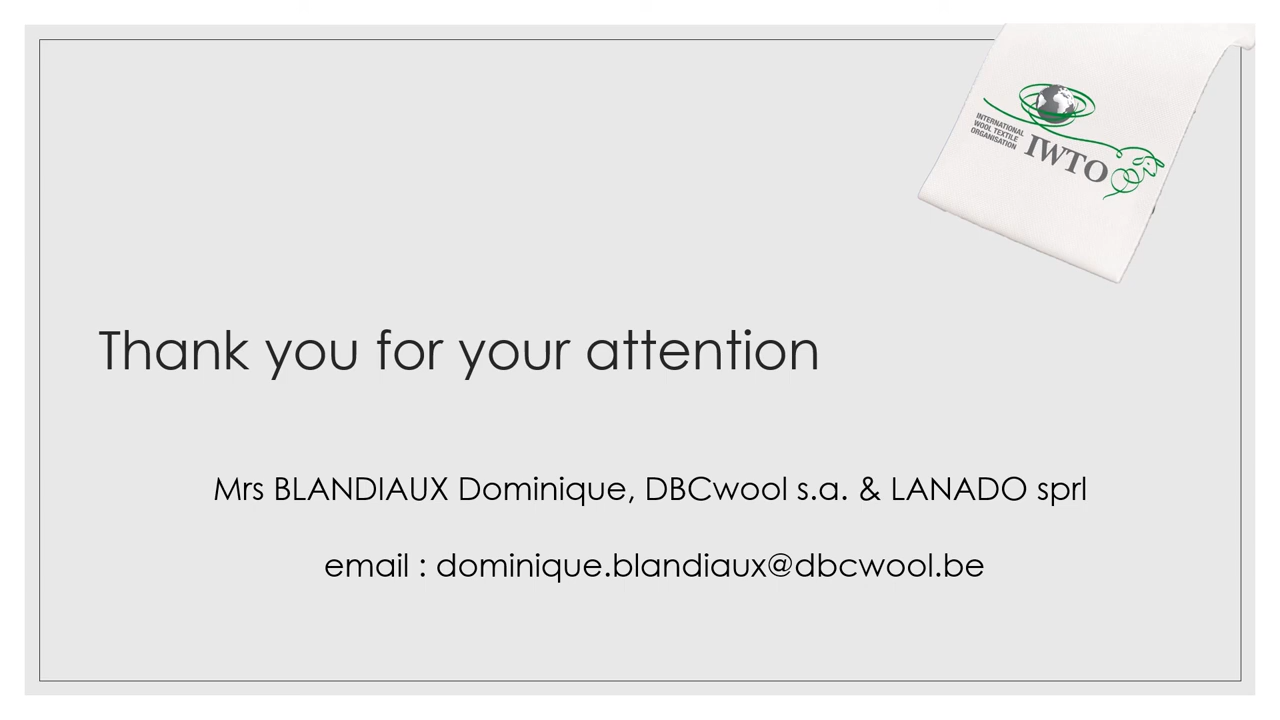 INTERNATIONAL
WOOL TEXTILE
ORGANISATION
IWTO
Thank you for your attention
Mrs BLANDIAUX Dominique, DBCwool s.a. & LANADO sprl
email : dominique.blandiaux@dbcwool.be